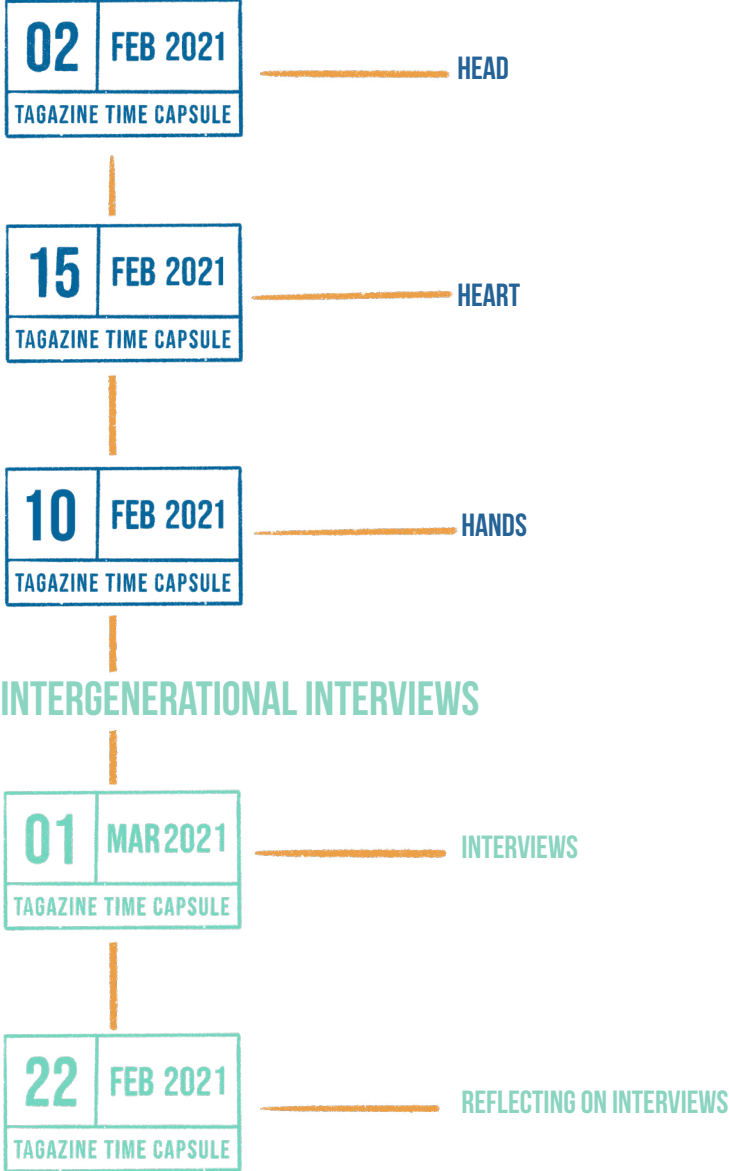 02 FEB 2021
HEAD
TAGAZINE TIME CAPSULE
15 FEB 2021
HEART
TAGAZINE TIME CAPSULE
10 FEB 2021
HANDS
TAGAZINE TIME CAPSULE
INTERGENERATIONAL INTERVIEWS
01 MAR 2021
INTERVIEWS
TAGAZINE TIME CAPSULE
22 FEB 2021
REFLECTING ON INTERVIEWS
TAGAZINE TIME CAPSULE